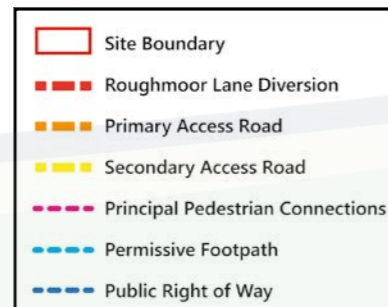 Site Boundary
Roughmoor Lane Diversion
Primary Access Road
Secondary Access Road
Principal Pedestrian Connections
Permissive Footpath
Public Right of Way